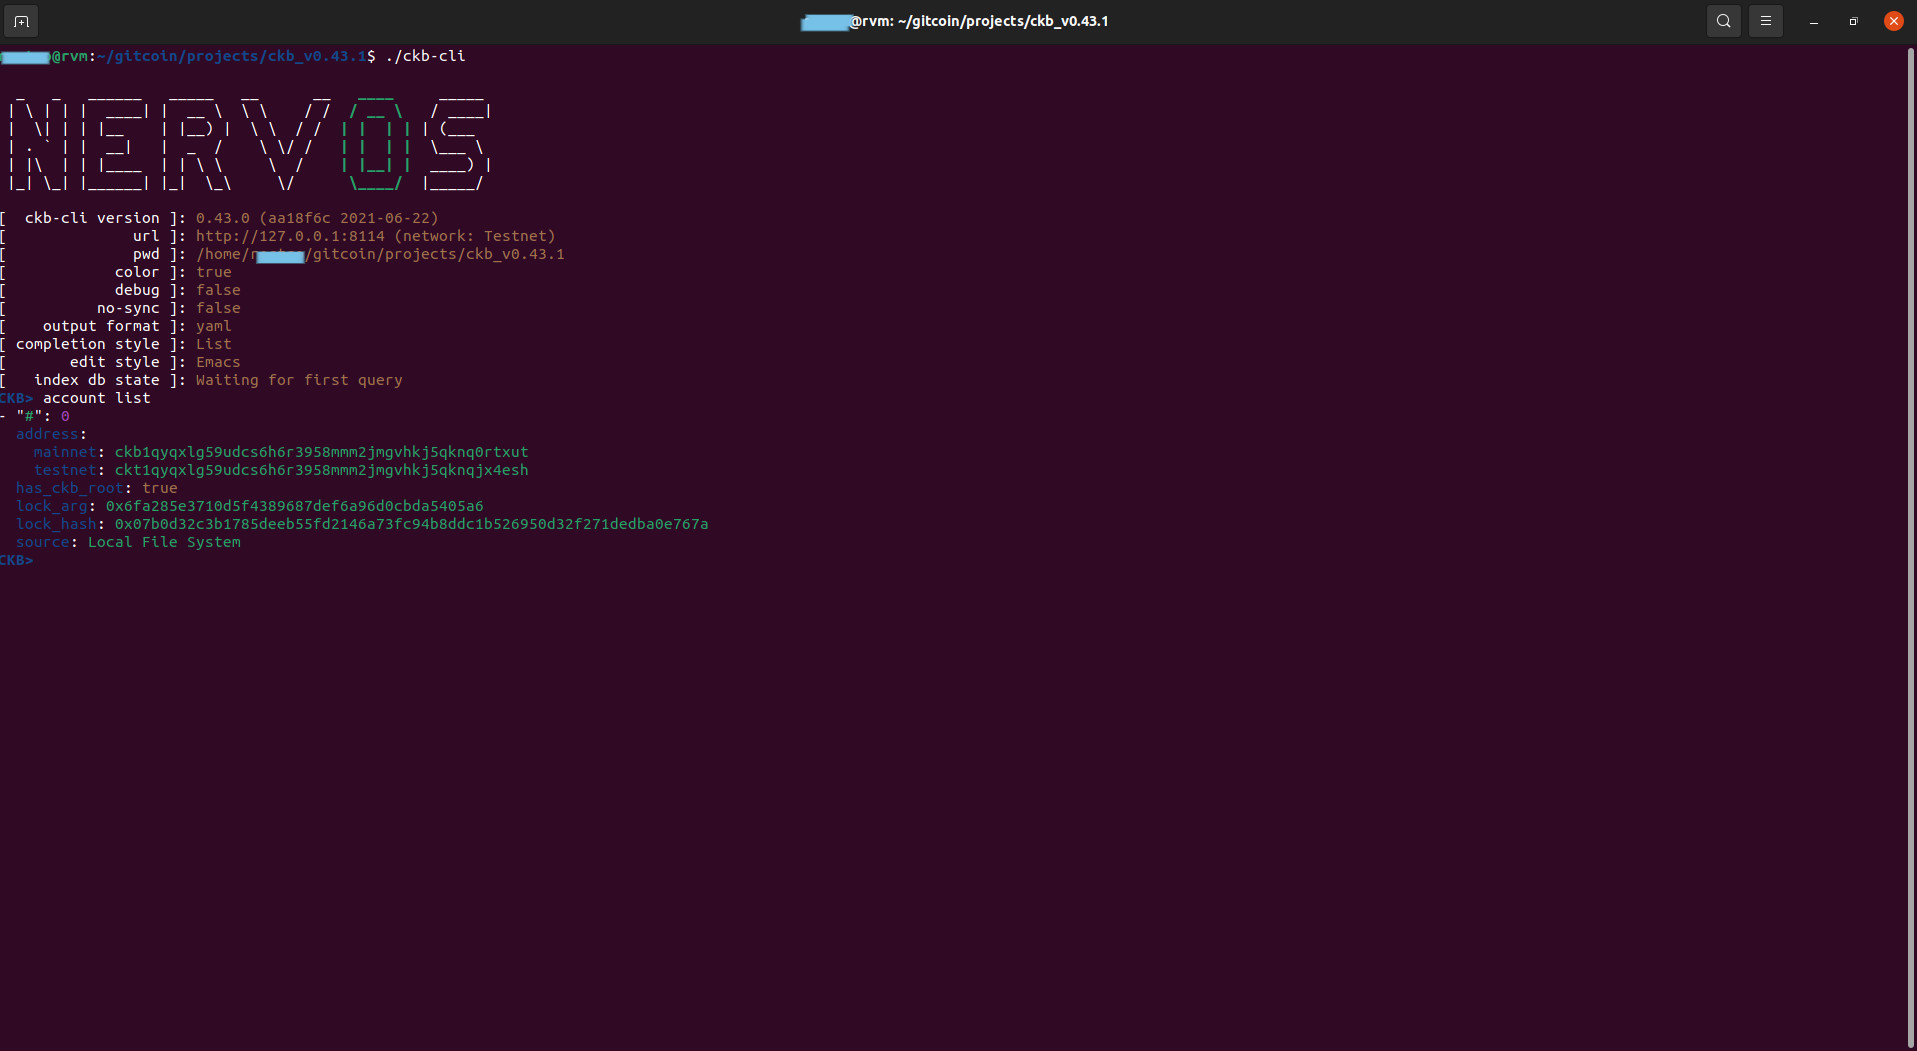 @rvm: ~/gitcoin/projects/ckb_v0.43.1
@rvm:~/gitcoin/projects/ckb_v0.43.1$ ./ckb-cli
NERVOS
[  ckb-cli version ]: 0.43.0 (aa18f6c 2021-06-22)
[              url ]: http://127.0.0.1:8114 (network: Testnet)
[              pwd ]: /home/ /gitcoin/projects/ckb_v0.43.1
[            color ]: true
[            debug ]: false
[          no-sync ]: false
[    output format ]: yaml
[ completion style ]: List
[       edit style ]: Emacs
[   index db state ]: Waiting for first query
CKB> account list
- "#": 0
  address:
    mainnet: ckb1qyqxlg59udcs6h6r3958mmm2jmgvhkj5qknq0rtxut
    testnet: ckt1qyqxlg59udcs6h6r3958mmm2jmgvhkj5qknqjx4esh
  has_ckb_root: true
  lock_arg: 0x6fa285e3710d5f4389687def6a96d0cbda5405a6
  lock_hash: 0x07b0d32c3b1785deeb55fd2146a73fc94b8ddc1b526950d32f271dedba0e767a
  source: Local File System
CKB>